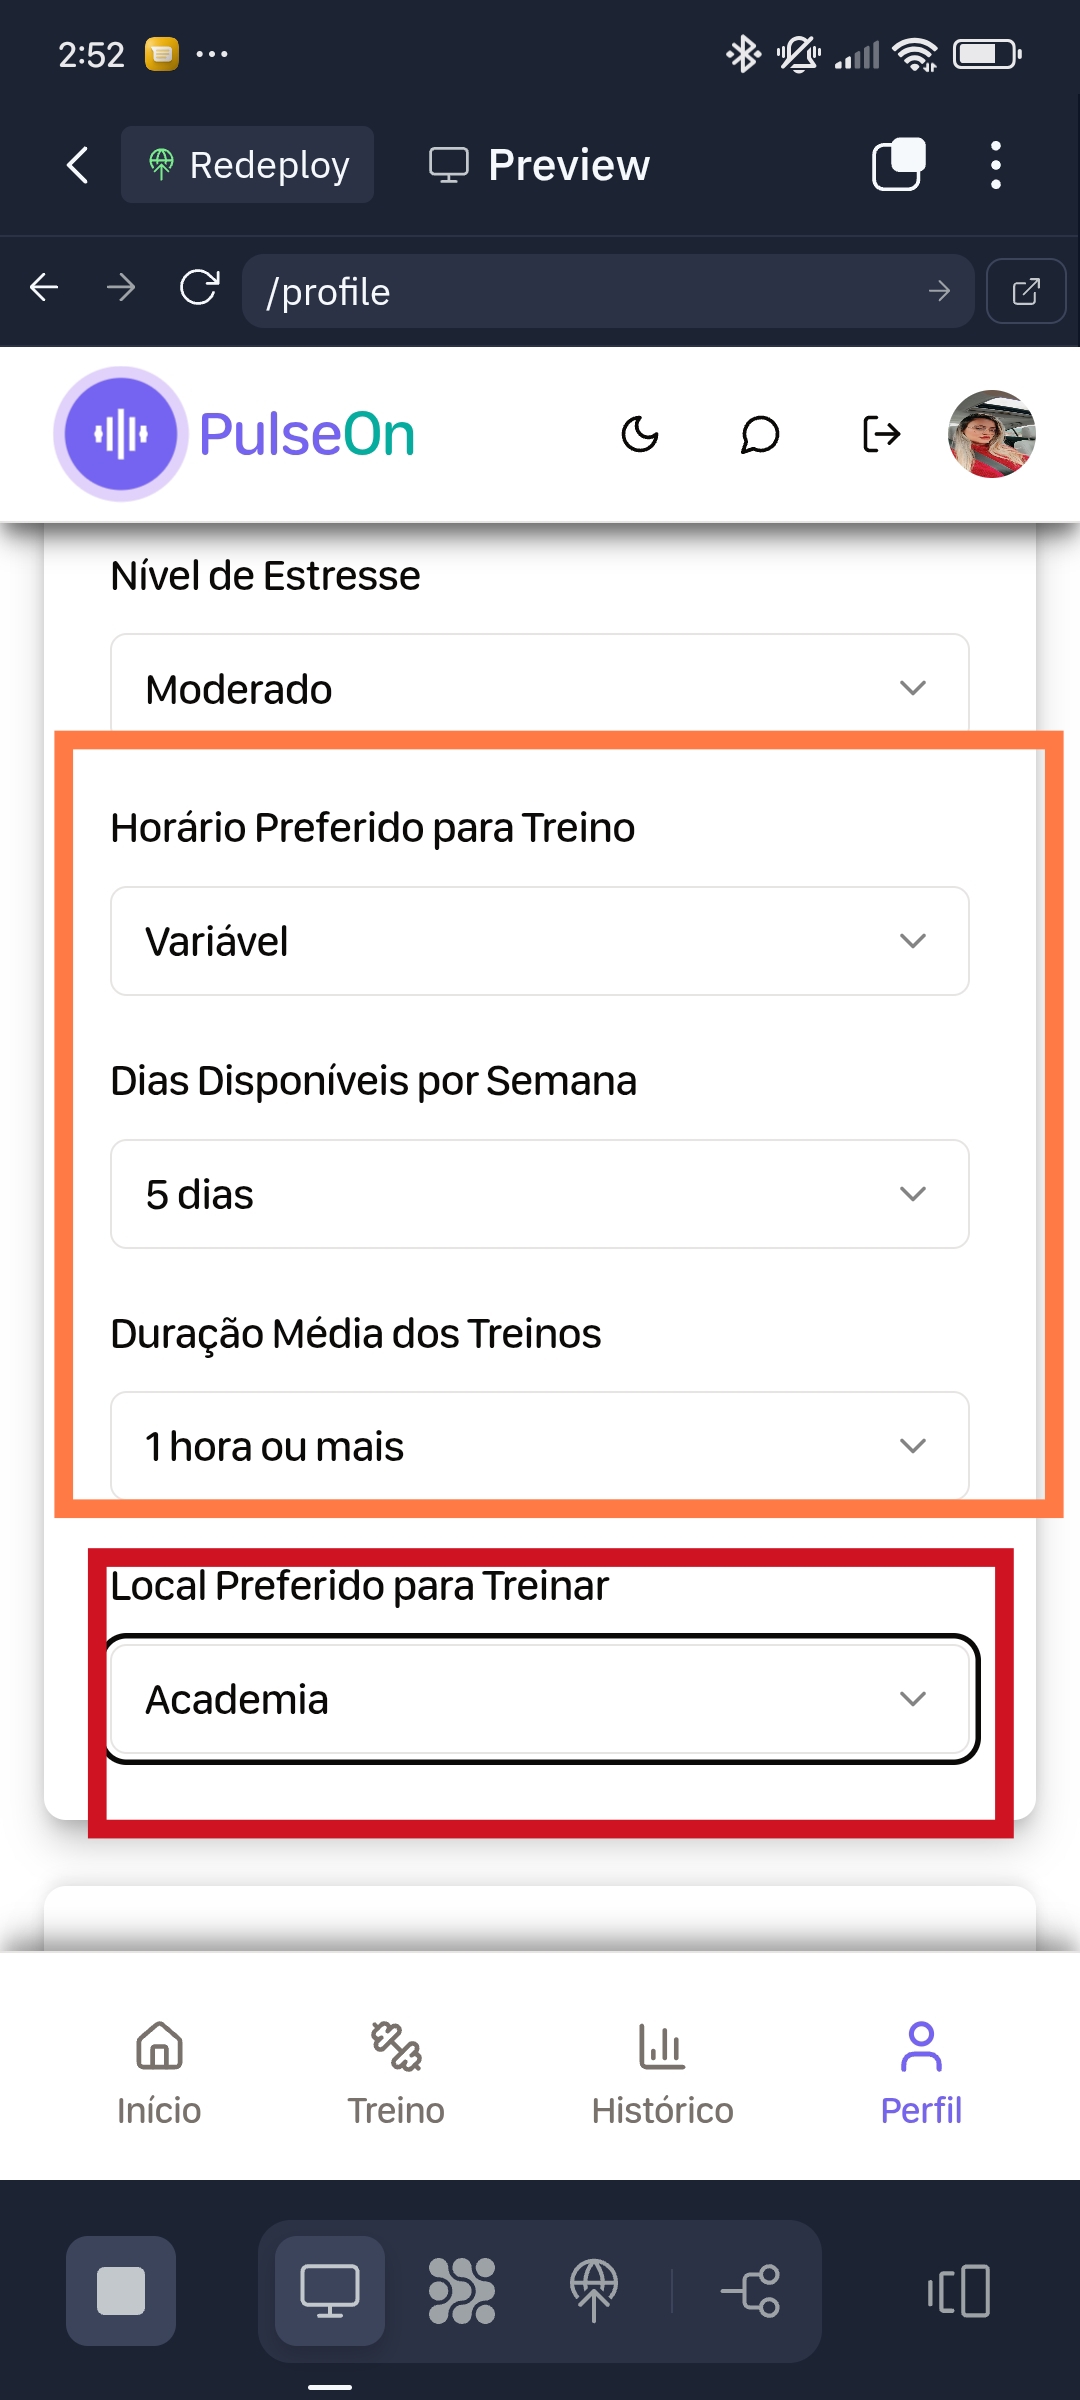 2:52
Redeploy
Preview
/profile
PulseOn
Nível de Estresse
Moderado
Horário Preferido para Treino
Variável
Dias Disponíveis por Semana
5 dias
Duração Média dos Treinos
1 hora ou mais
Local Preferido para Treinar
Academia
Início
Treino
Histórico
Perfil